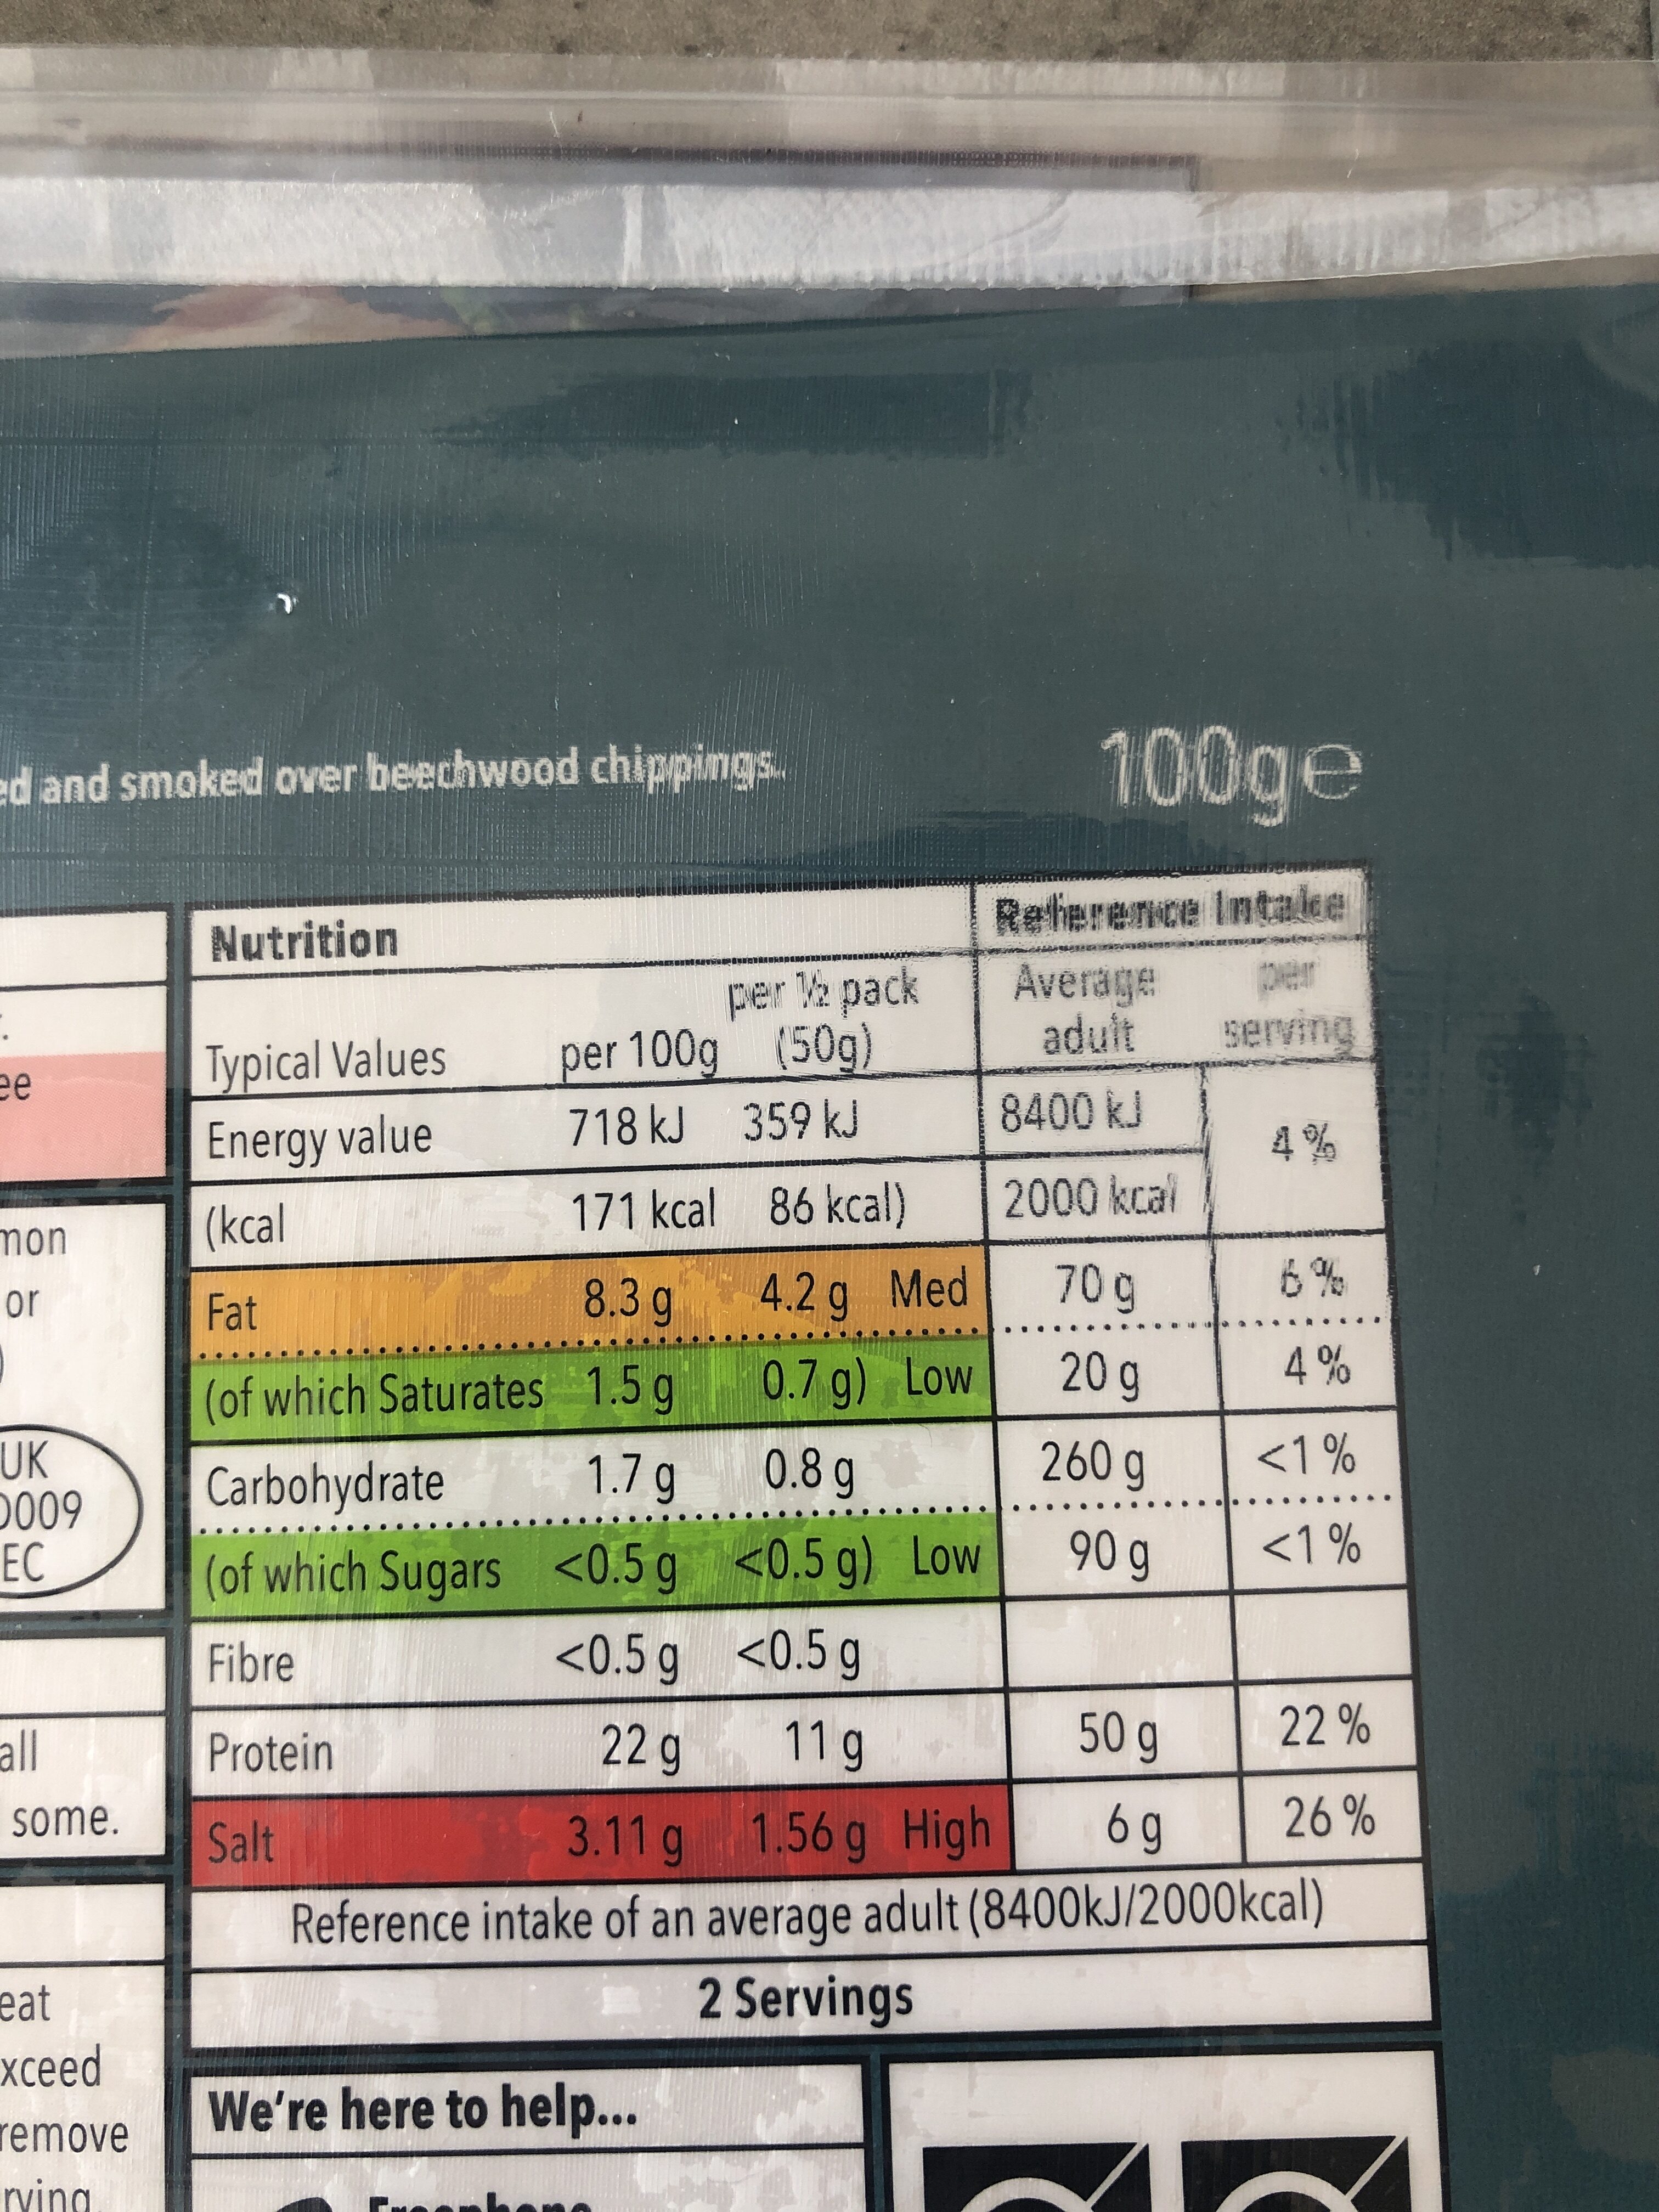 ed and smoked over beechwood chippings.
100g e
Nutrition
Reference Intake
Typical Values per 100g per ½ pack (50g)
Average adult
per serving
Energy value 718 kJ 359 kJ 8400 kJ 4 %
(kcal 171 kcal 86 kcal) 2000 kcal
Fat 8.3 g 4.2 g Med 70 g 6 %
(of which Saturates 1.5 g 0.7 g) Low 20 g 4 %
Carbohydrate 1.7 g 0.8 g 260 g <1 %
(of which Sugars <0.5 g <0.5 g) Low 90 g <1 %
Fibre <0.5 g <0.5 g
Protein 22 g 11 g 50 g 22 %
Salt 3.11 g 1.56 g High 6 g 26 %
Reference intake of an average adult (8400kJ/2000kcal)
2 Servings
We're here to help...
Freephone
ee
mon
or
)
UK
009
EC
all
some.
eat
xceed
remove
rving